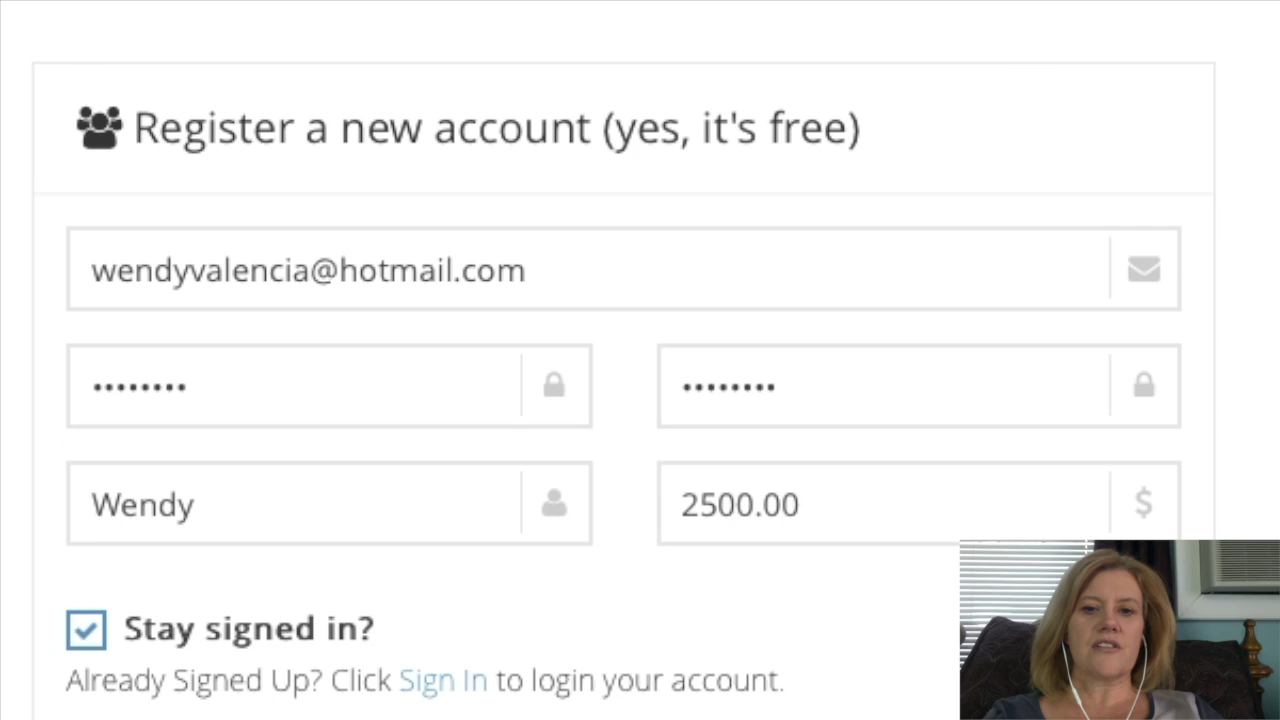 Register a new account (yes, it's free)
wendyvalencia@hotmail.com
•••••••• ••••••••
Wendy 2500.00 $
Stay signed in?
Already Signed Up? Click Sign In to login your account.